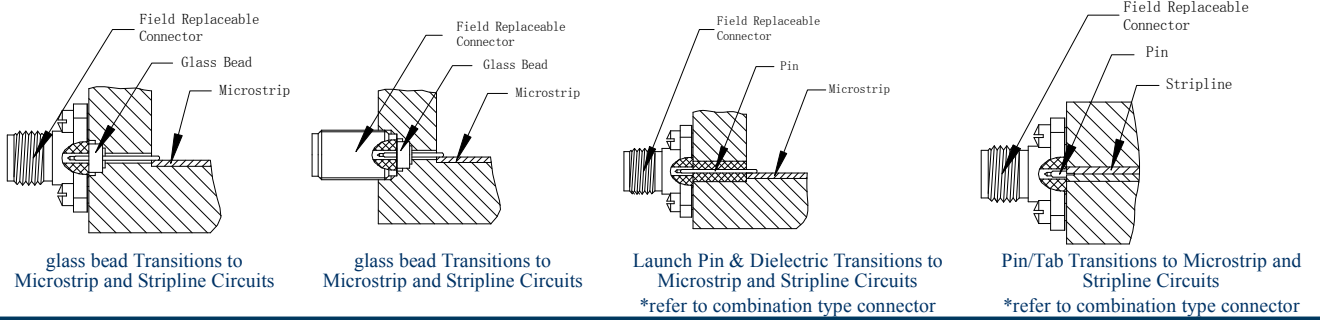 Field Replaceable
Connector
Glass Bead
Microstrip
glass bead Transitions to
Microstrip and Stripline Circuits
Field Replaceable
Connector
Glass Bead
Microstrip
glass bead Transitions to
Microstrip and Stripline Circuits
Field Replaceable
Connector
Pin
Microstrip
Launch Pin & Dielectric Transitions to
Microstrip and Stripline Circuits
*refer to combination type connector
Field Replaceable
Connector
Pin
Stripline
Pin/Tab Transitions to Microstrip and
Stripline Circuits
*refer to combination type connector